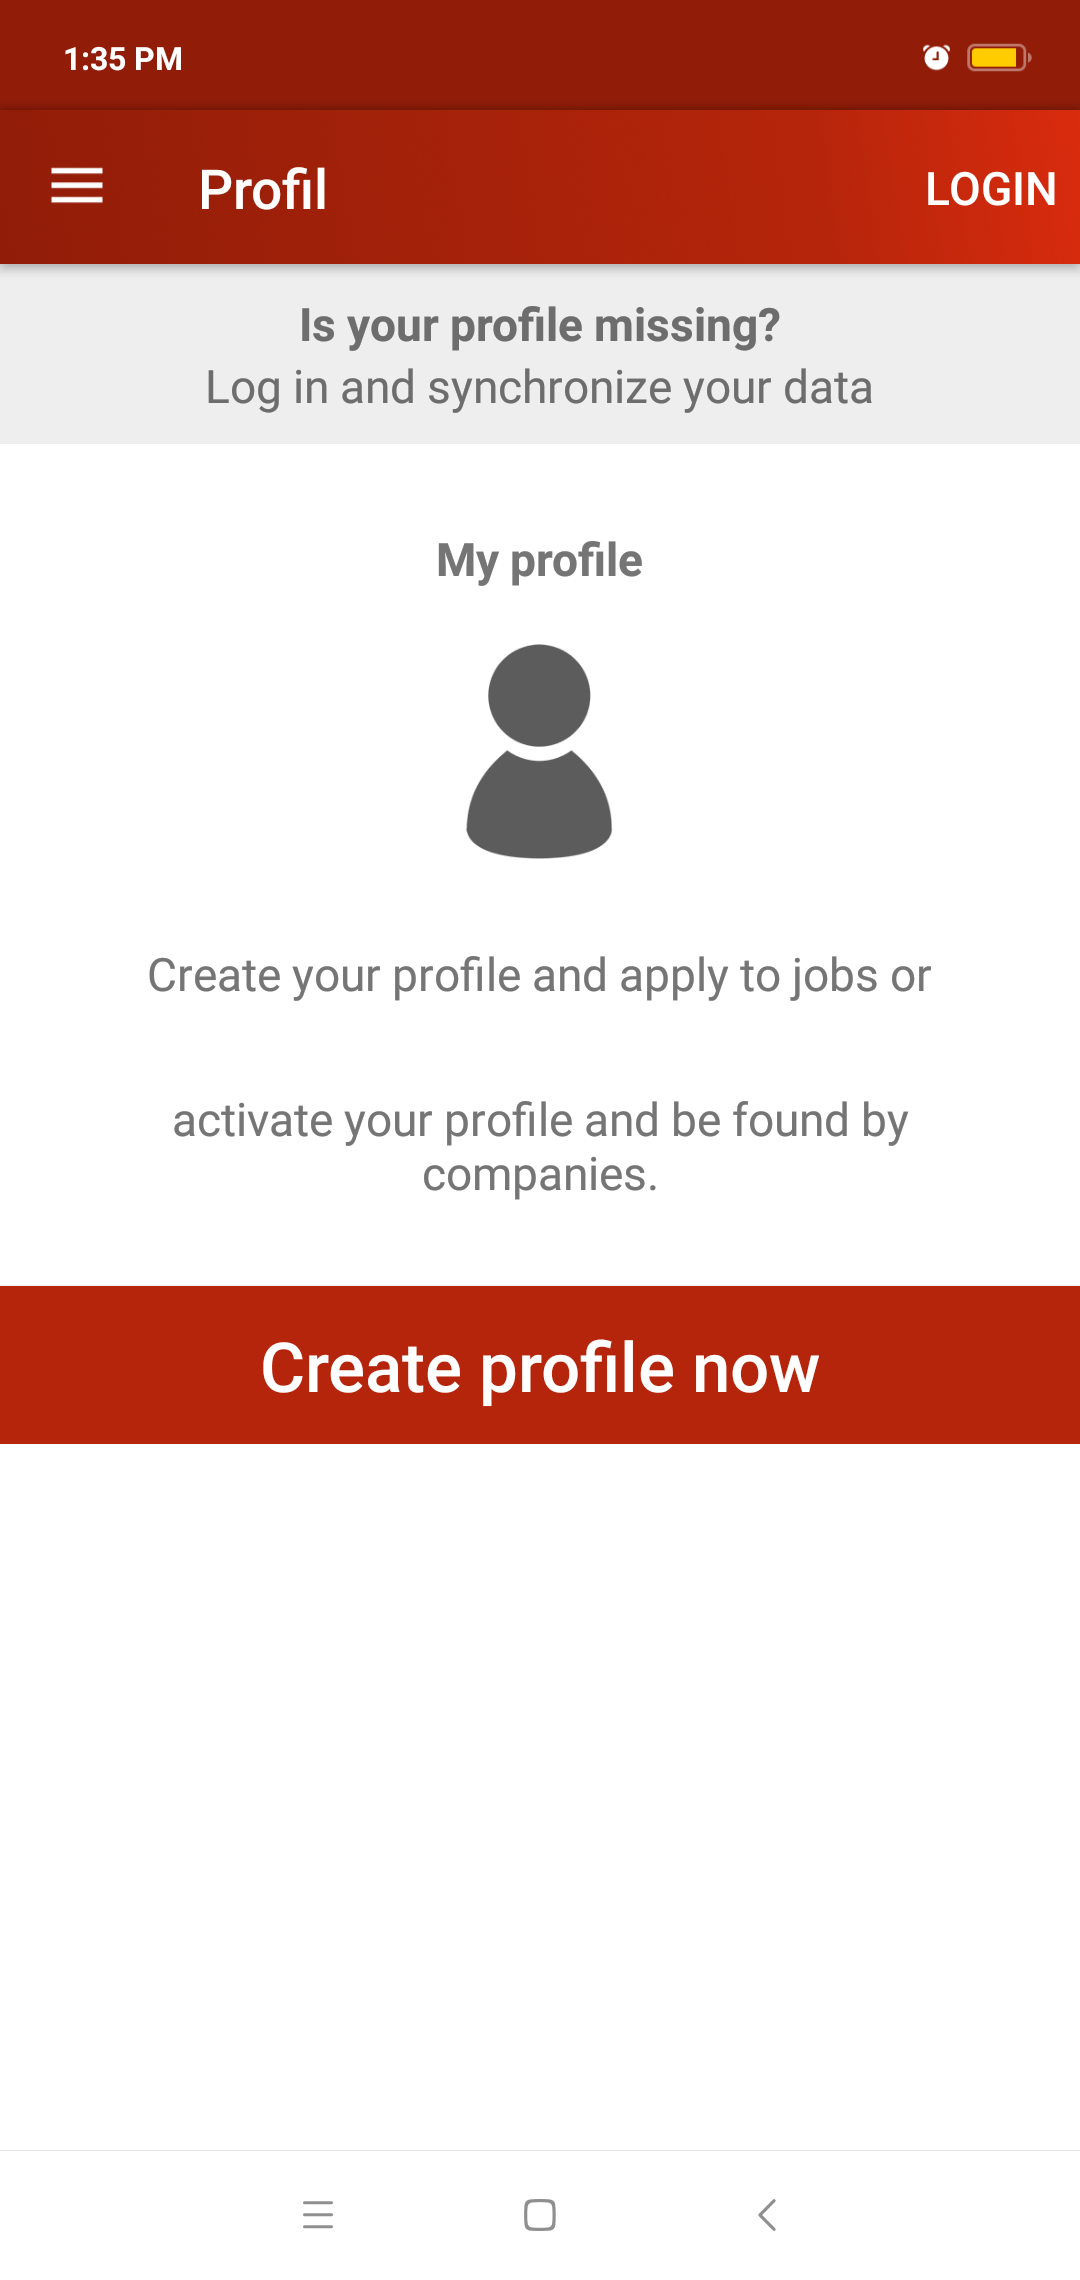 1:35 PM
Profil
LOGIN
Is your profile missing?
Log in and synchronize your data
My profile
Create your profile and apply to jobs or
activate your profile and be found by
companies.
Create profile now